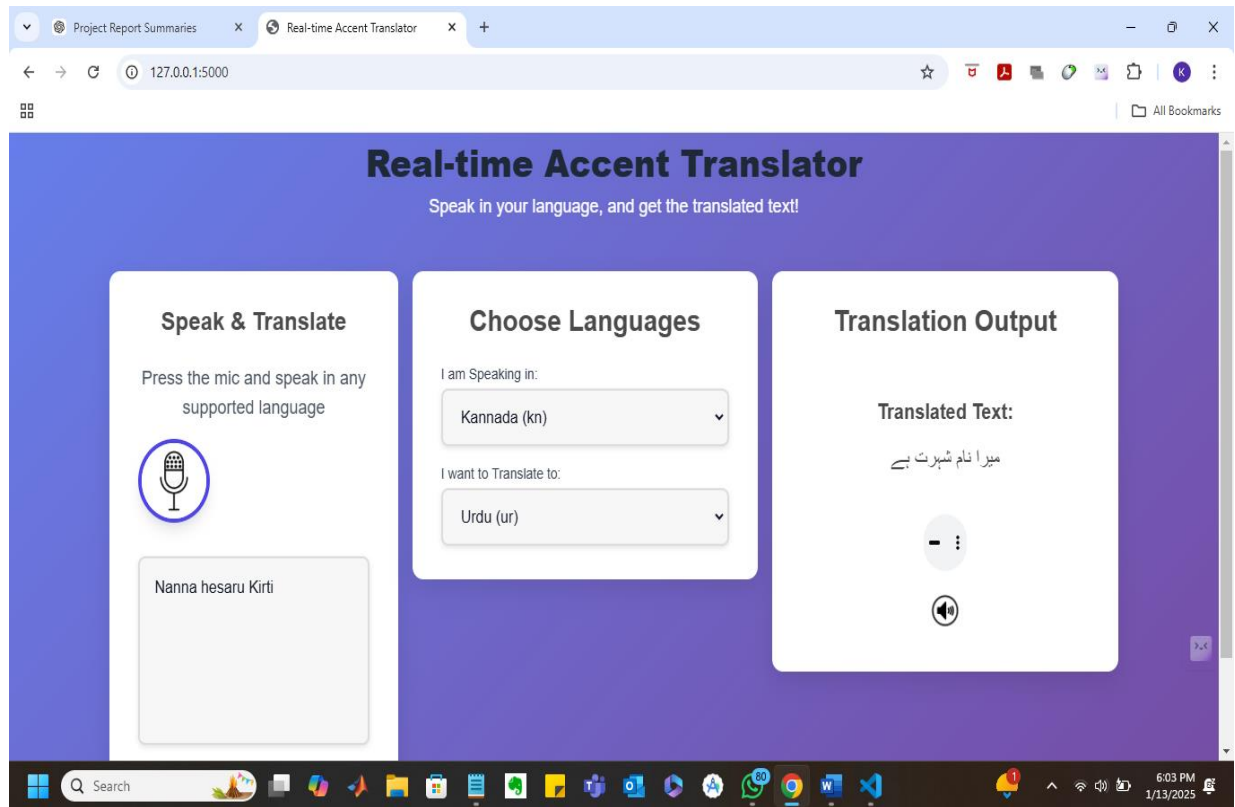 Project Report Summaries
Real-time Accent Translator
127.0.0.1:5000
K
All Bookmarks
Real-time Accent Translator
Speak in your language, and get the translated text!
Speak & Translate
Press the mic and speak in any
supported language
Nanna hesaru Kirti
Choose Languages
I am Speaking in:
Kannada (kn)
I want to Translate to:
Urdu (ur)
Translation Output
Translated Text:
میرا نام شہرت ہے
Search
80
1
6:03 PM
1/13/2025